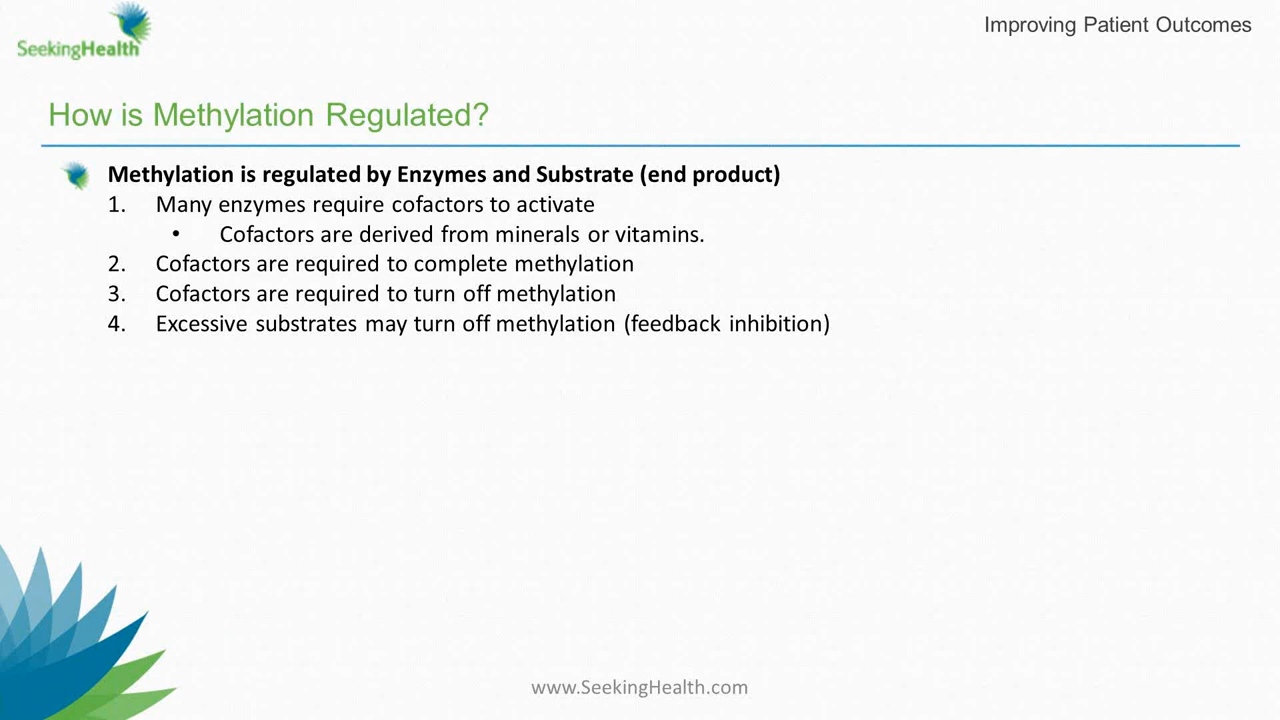 SeekingHealth
Improving Patient Outcomes
How is Methylation Regulated?
Methylation is regulated by Enzymes and Substrate (end product)
1. Many enzymes require cofactors to activate
• Cofactors are derived from minerals or vitamins.
2. Cofactors are required to complete methylation
3. Cofactors are required to turn off methylation
4. Excessive substrates may turn off methylation (feedback inhibition)
www.SeekingHealth.com